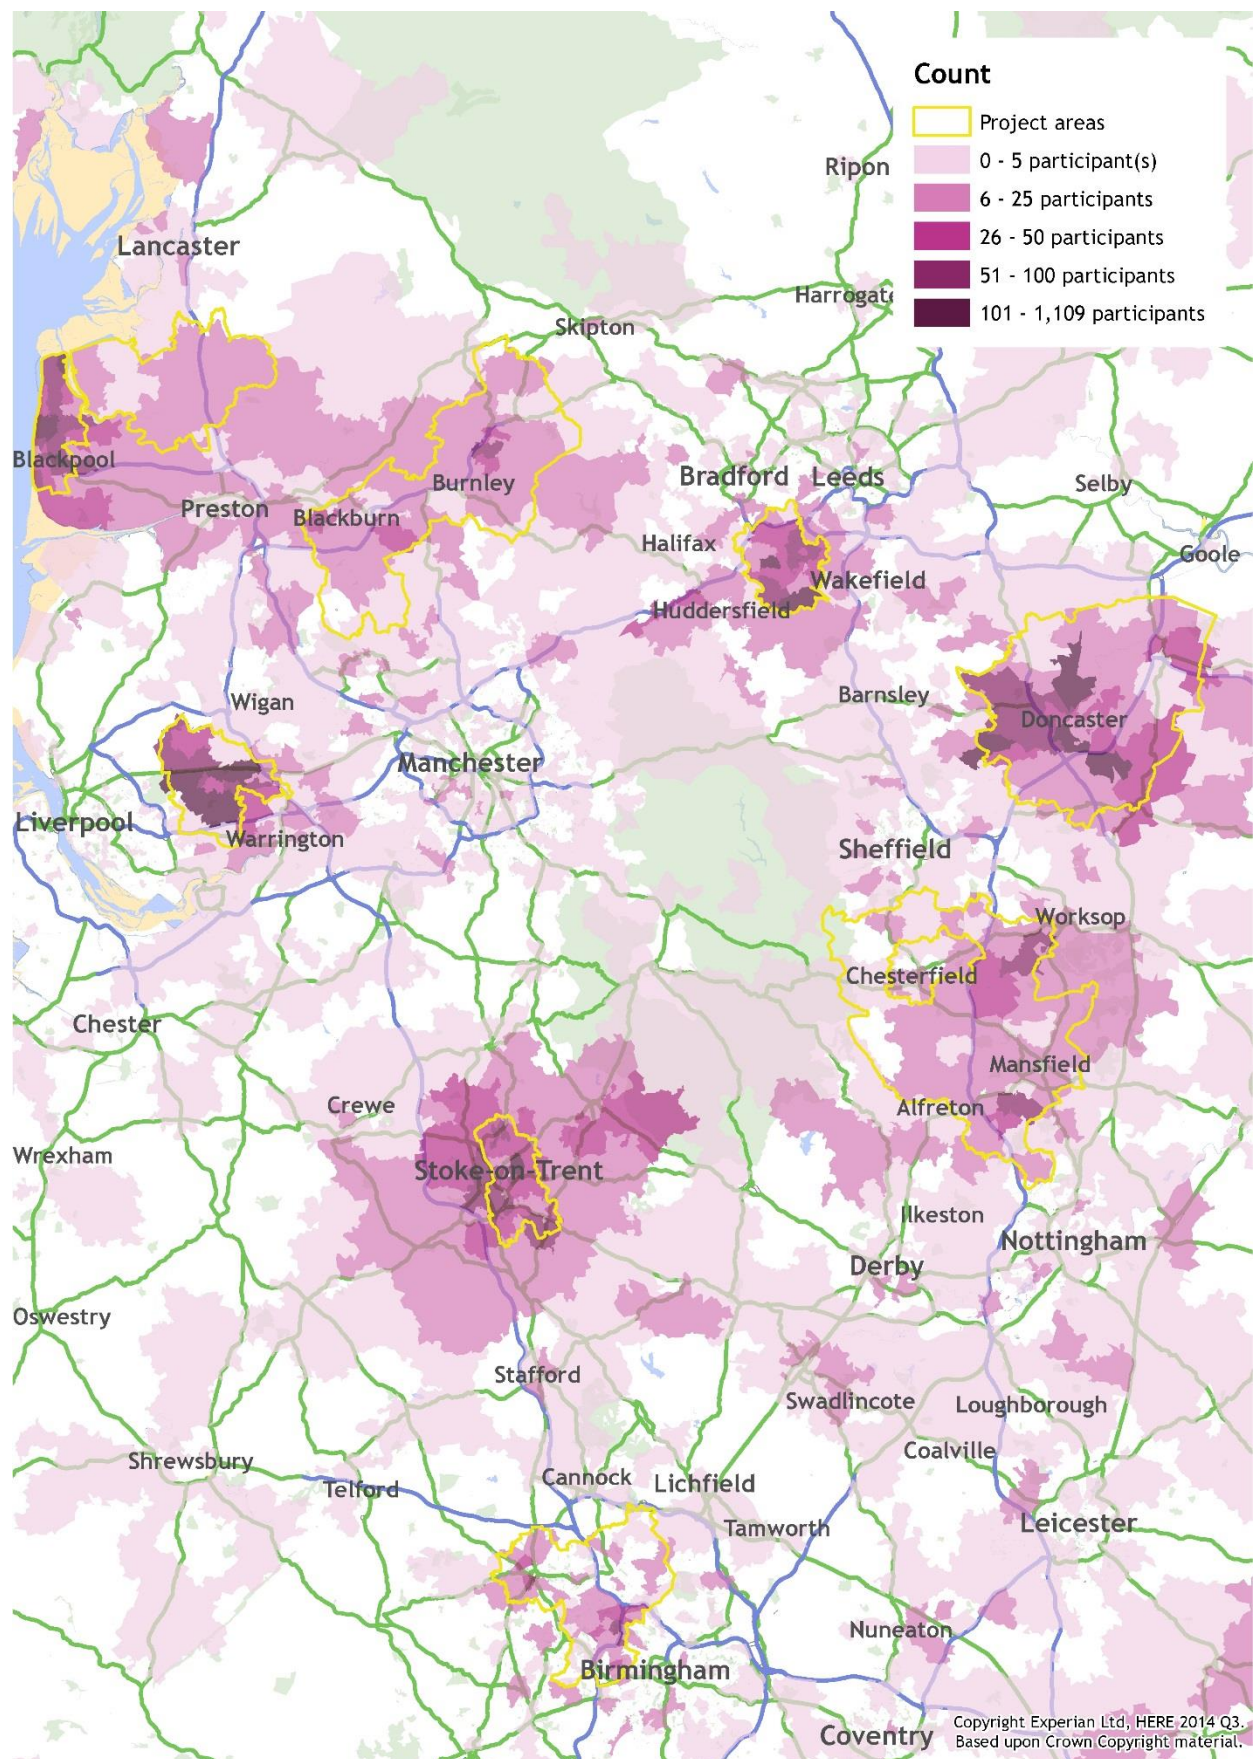 Count
Project areas
0 - 5 participant(s)
6 - 25 participants
26 - 50 participants
51 - 100 participants
101 - 1,109 participants
Ripon
Lancaster
Harrogate
Skipton
Blackpool
Bradford
Leeds
Burnley
Selby
Preston
Blackburn
Halifax
Goole
Wakefield
Huddersfield
Barnsley
Wigan
Doncaster
Manchester
Liverpool
Warrington
Sheffield
Worksop
Chesterfield
Chester
Mansfield
Crewe
Alfreton
Wrexham
Stoke-on-Trent
Ilkeston
Nottingham
Derby
Oswestry
Stafford
Swadlincote
Loughborough
Coalville
Shrewsbury
Telford
Cannock
Lichfield
Leicester
Tamworth
Nuneaton
Birmingham
Coventry
Copyright Experian Ltd, HERE 2014 Q3.
Based upon Crown Copyright material.